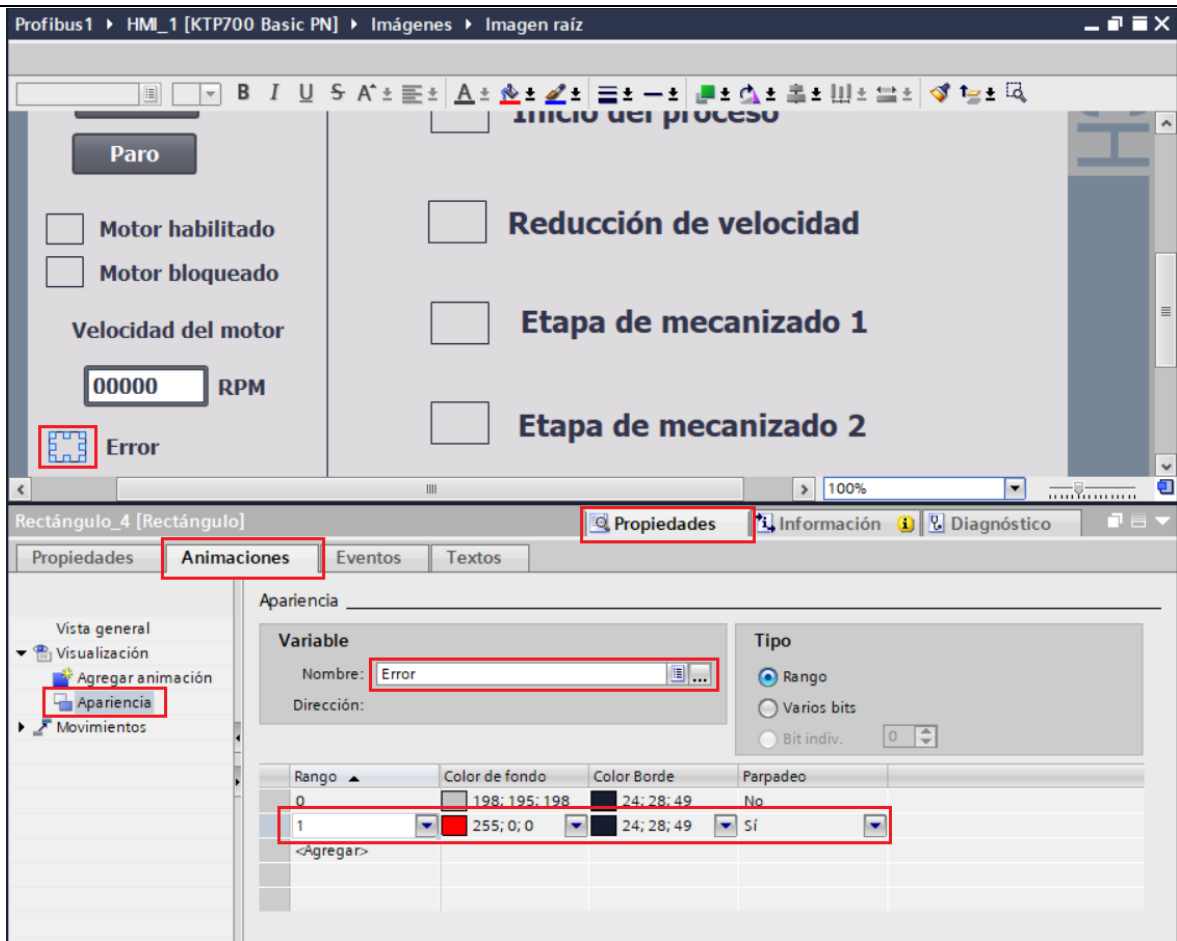 Profibus1 ▸ HMI_1 [KTP700 Basic PN] ▸ Imágenes ▸ Imagen raíz
B I U S A
Inicio del proceso
Paro
Motor habilitado
Reducción de velocidad
Motor bloqueado
Velocidad del motor
Etapa de mecanizado 1
00000 RPM
Error
Etapa de mecanizado 2
100%
Rectángulo_4 [Rectángulo]
Propiedades
Información
Diagnóstico
Propiedades
Animaciones
Eventos
Textos
Vista general
Visualización
Agregar animación
Apariencia
Movimientos
Apariencia
Variable
Nombre: Error
Dirección:
Tipo
Rango
Varios bits
Bit indiv. 0
Rango Color de fondo Color Borde Parpadeo
0 198; 195; 198 24; 28; 49 No
1 255; 0; 0 24; 28; 49 Sí
<Agregar>